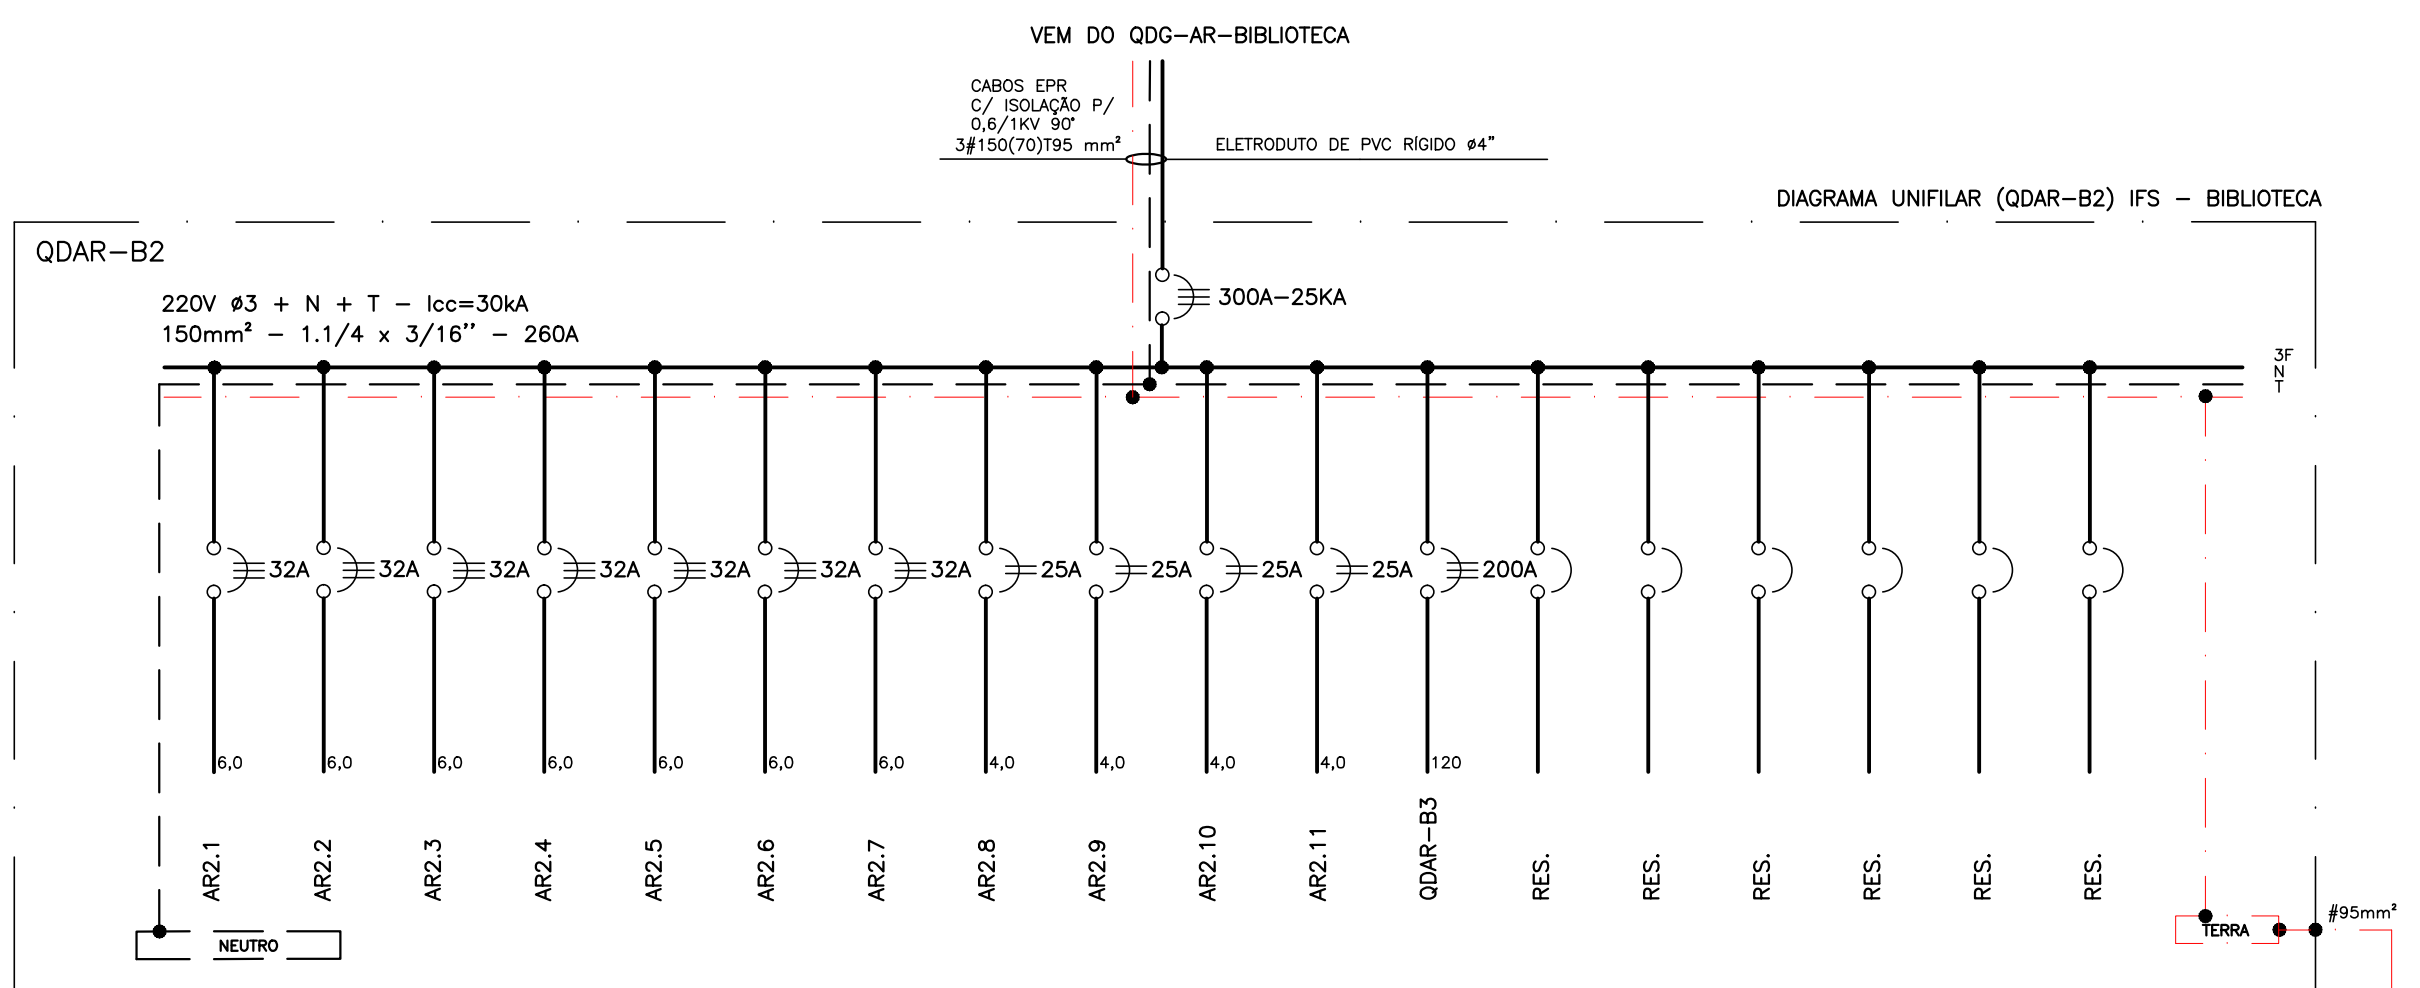 VEM DO QDG-AR-BIBLIOTECA
CABOS EPR
C/ ISOLAÇÃO P/
0,6/1KV 90°
3#150(70)T95 mm²
ELETRODUTO DE PVC RÍGIDO ø4"
DIAGRAMA UNIFILAR (QDAR-B2) IFS - BIBLIOTECA
QDAR-B2
220V ø3 + N + T - Icc=30kA
150mm² - 1.1/4 x 3/16" - 260A
300A-25KA
3F
N
T
32A 32A 32A 32A 32A 32A 32A 25A 25A 25A 25A 200A
6,0 6,0 6,0 6,0 6,0 6,0 6,0 4,0 4,0 4,0 4,0 120
AR2.1
AR2.2
AR2.3
AR2.4
AR2.5
AR2.6
AR2.7
AR2.8
AR2.9
AR2.10
AR2.11
QDAR-B3
RES.
RES.
RES.
RES.
RES.
RES.
NEUTRO
TERRA
#95mm²